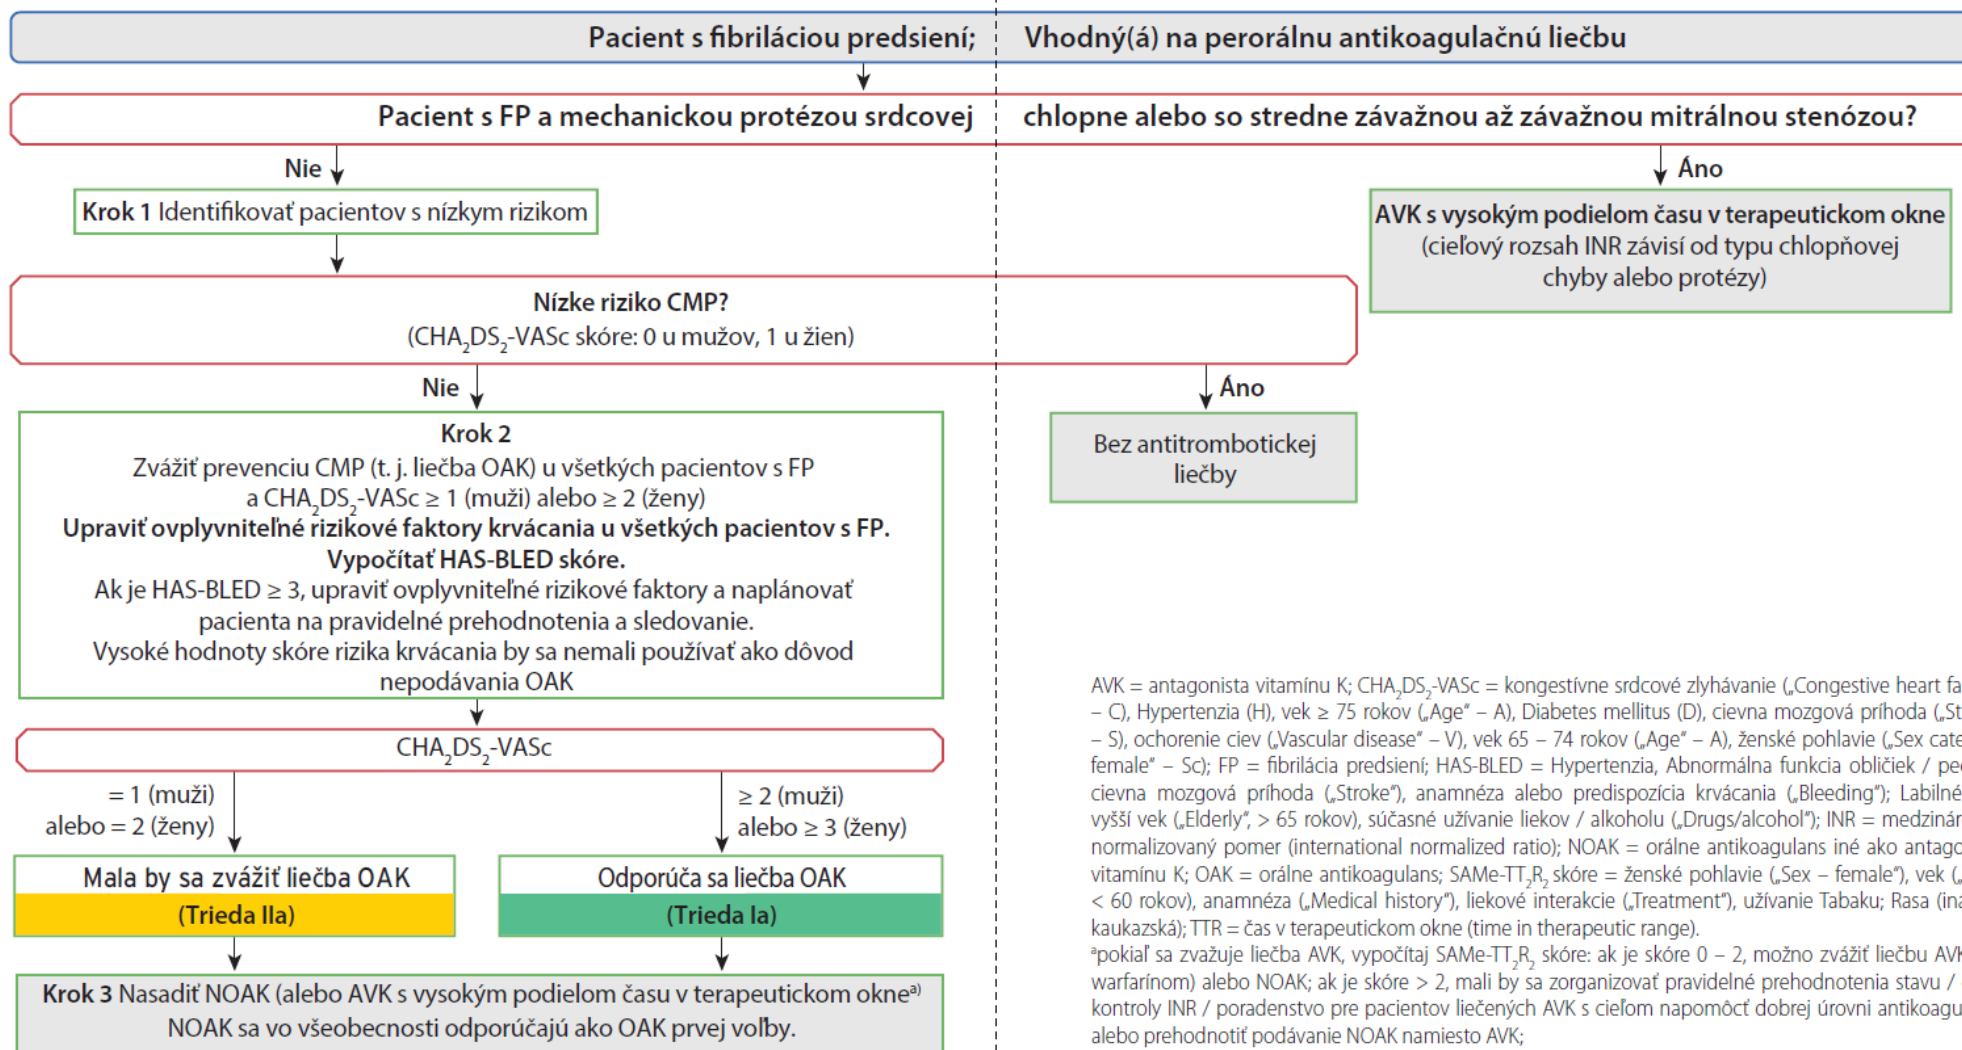 Pacient s fibriláciou predsiení; Vhodný(á) na perorálnu antikoagulačnú liečbu
Pacient s FP a mechanickou protézou srdcovej chlopne alebo so stredne závažnou až závažnou mitrálnou stenózou?
Nie
Áno
Krok 1 Identifikovať pacientov s nízkym rizikom
AVK s vysokým podielom času v terapeutickom okne
(cieľový rozsah INR závisí od typu chlopňovej
chyby alebo protézy)
Nízke riziko CMP?
(CHA₂DS₂-VASc skóre: 0 u mužov, 1 u žien)
Nie
Áno
Krok 2
Zvážiť prevenciu CMP (t. j. liečba OAK) u všetkých pacientov s FP
a CHA₂DS₂-VASc ≥ 1 (muži) alebo ≥ 2 (ženy)
Upraviť ovplyvniteľné rizikové faktory krvácania u všetkých pacientov s FP.
Vypočítať HAS-BLED skóre.
Ak je HAS-BLED ≥ 3, upraviť ovplyvniteľné rizikové faktory a naplánovať
pacienta na pravidelné prehodnotenia a sledovanie.
Vysoké hodnoty skóre rizika krvácania by sa nemali používať ako dôvod
nepodávania OAK
Bez antitrombotickej
liečby
CHA₂DS₂-VASc
= 1 (muži)
alebo = 2 (ženy)
≥ 2 (muži)
alebo ≥ 3 (ženy)
Mala by sa zvážiť liečba OAK
(Trieda IIa)
Odporúča sa liečba OAK
(Trieda Ia)
Krok 3 Nasadiť NOAK (alebo AVK s vysokým podielom času v terapeutickom okneᵃ⁾
NOAK sa vo všeobecnosti odporúčajú ako OAK prvej voľby.
AVK = antagonista vitamínu K; CHA₂DS₂-VASc = kongestívne srdcové zlyhávanie („Congestive heart fa
– C), Hypertenzia (H), vek ≥ 75 rokov („Age“ – A), Diabetes mellitus (D), cievna mozgová príhoda („St
– S), ochorenie ciev („Vascular disease“ – V), vek 65 – 74 rokov („Age“ – A), ženské pohlavie („Sex cate
female“ – Sc); FP = fibrilácia predsiení; HAS-BLED = Hypertenzia, Abnormálna funkcia obličiek / pe
cievna mozgová príhoda („Stroke“), anamnéza alebo predispozícia krvácania („Bleeding“); Labilné
vyšší vek („Elderly“, > 65 rokov), súčasné užívanie liekov / alkoholu („Drugs/alcohol“); INR = medzinár
normalizovaný pomer (international normalized ratio); NOAK = orálne antikoagulans iné ako antago
vitamínu K; OAK = orálne antikoagulans; SAMe-TT₂R₂ skóre = ženské pohlavie („Sex – female“), vek („
< 60 rokov), anamnéza („Medical history“), liekové interakcie („Treatment“), užívanie Tabaku; Rasa (ina
kaukazská); TTR = čas v terapeutickom okne (time in therapeutic range).
ᵃpokiaľ sa zvažuje liečba AVK, vypočítaj SAMe-TT₂R₂ skóre: ak je skóre 0 – 2, možno zvážiť liečbu AVK
warfarínom) alebo NOAK; ak je skóre > 2, mali by sa zorganizovať pravidelné prehodnotenia stavu /
kontroly INR / poradenstvo pre pacientov liečených AVK s cieľom napomôcť dobrej úrovni antikoagu
alebo prehodnotiť podávanie NOAK namiesto AVK;